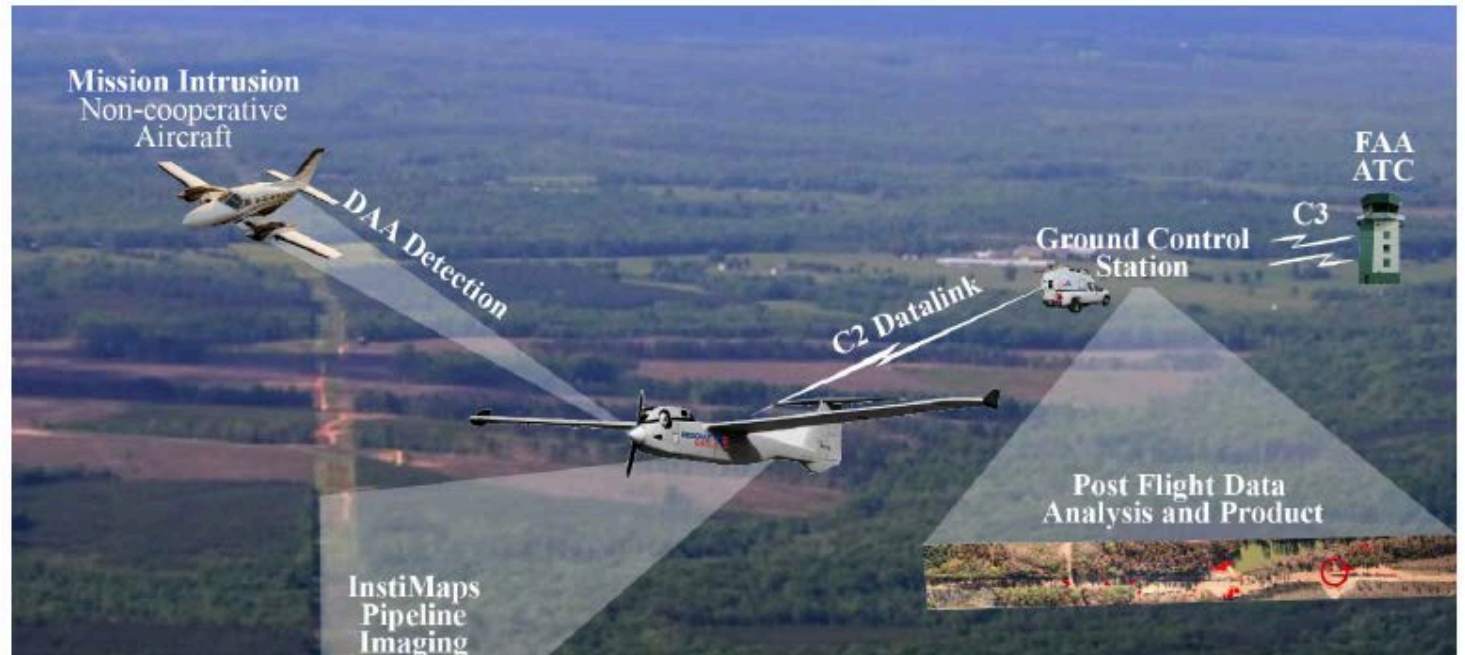 Mission Intrusion
Non-cooperative
Aircraft
DAA Detection
C2 Datalink
Ground Control
Station
C3
FAA
ATC
Post Flight Data
Analysis and Product
InstiMaps
Pipeline
Imaging